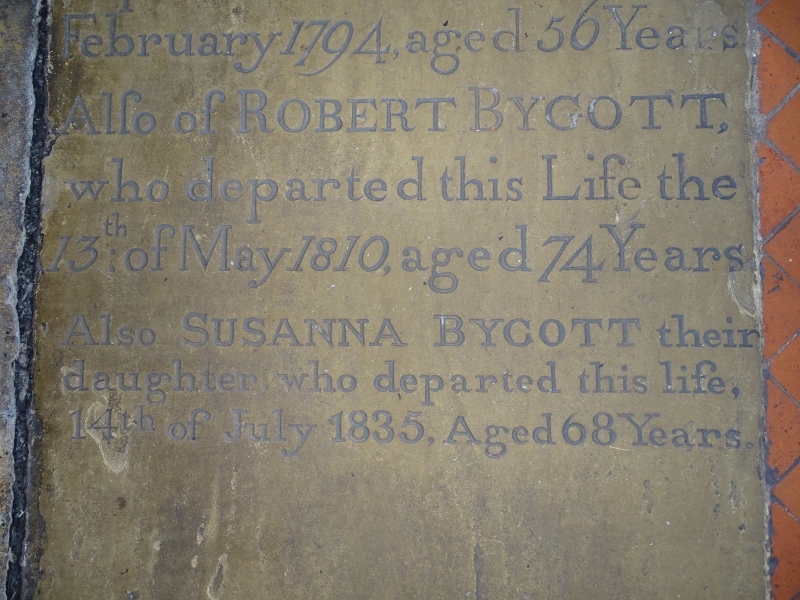 February 1794, aged 56 Years
Alſo of ROBERT BYGOTT,
who departed this Life the
13th. of May 1810, aged 74 Years.
Also SUSANNA BYGOTT their
daughter, who departed this life,
14th of July 1835, Aged 68 Years.